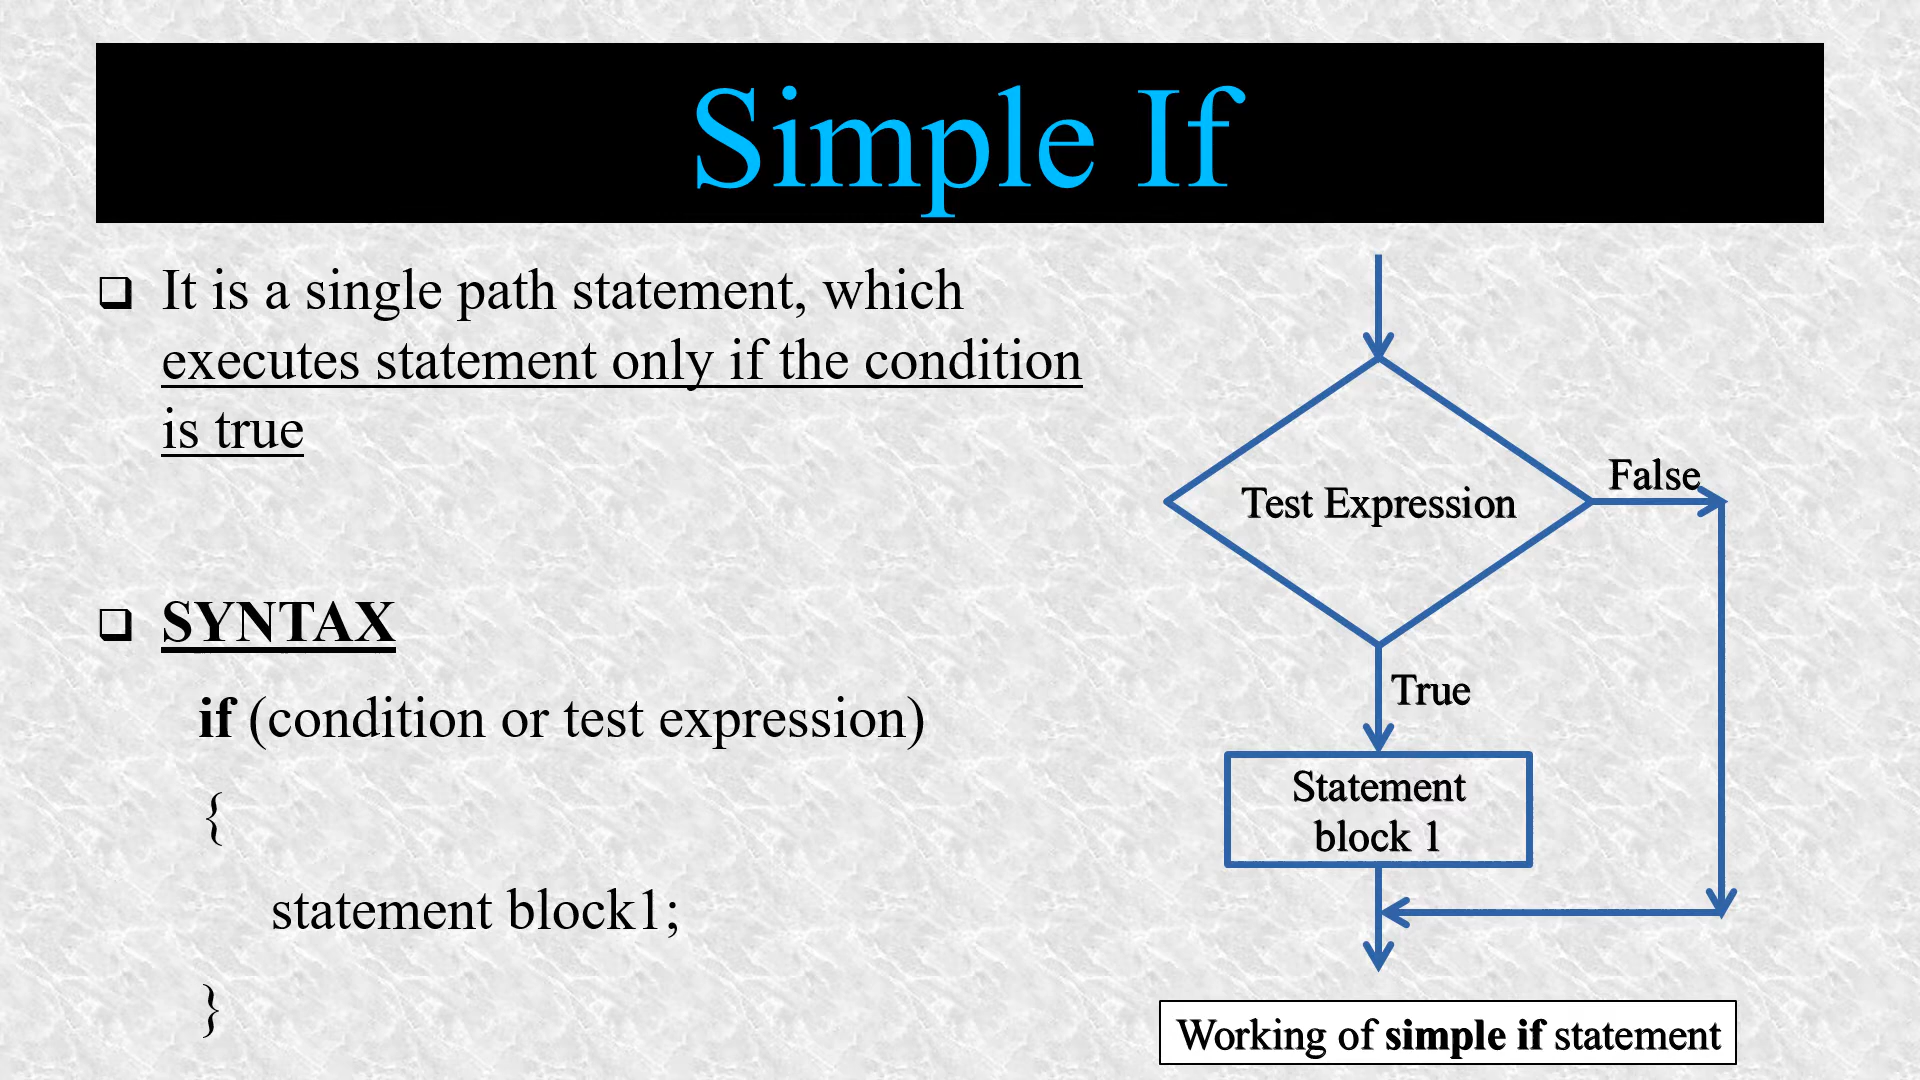 Simple If
It is a single path statement, which
executes statement only if the condition
is true
SYNTAX
if (condition or test expression)
{
statement block1;
}
Test Expression
False
True
Statement
block 1
Working of simple if statement